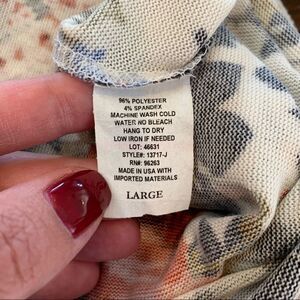 96% POLYESTER
4% SPANDEX
MACHINE WASH COLD
WATER NO BLEACH
HANG TO DRY
LOW IRON IF NEEDED
LOT: 46631
STYLE#: 13717-J
RN#: 96263
MADE IN USA WITH
IMPORTED MATERIALS
LARGE